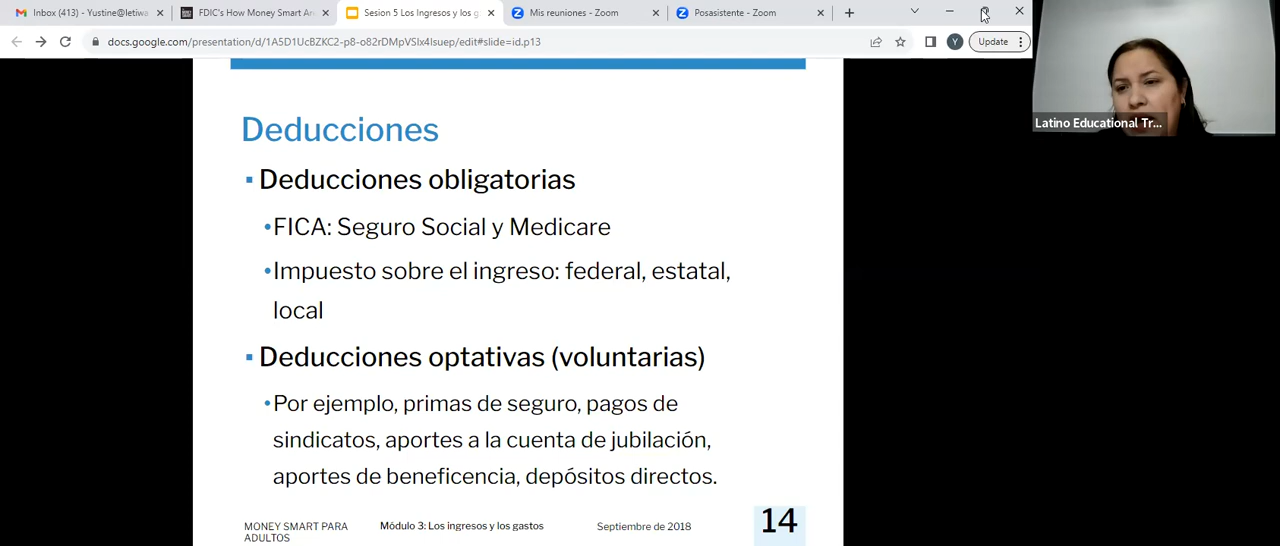 Inbox (413) - Yustine@letiwa
FDIC's How Money Smart Are
Sesion 5 Los Ingresos y los g
Mis reuniones - Zoom
Posasistente - Zoom
docs.google.com/presentation/d/1A5D1UcBZKC2-p8-o82rDMpVSlx4lsuep/edit#slide=id.p13
Y
Update
Latino Educational Tr...
Deducciones
▪ Deducciones obligatorias
•FICA: Seguro Social y Medicare
•Impuesto sobre el ingreso: federal, estatal,
local
▪ Deducciones optativas (voluntarias)
•Por ejemplo, primas de seguro, pagos de
sindicatos, aportes a la cuenta de jubilación,
aportes de beneficencia, depósitos directos.
MONEY SMART PARA
ADULTOS
Módulo 3: Los ingresos y los gastos
Septiembre de 2018
14